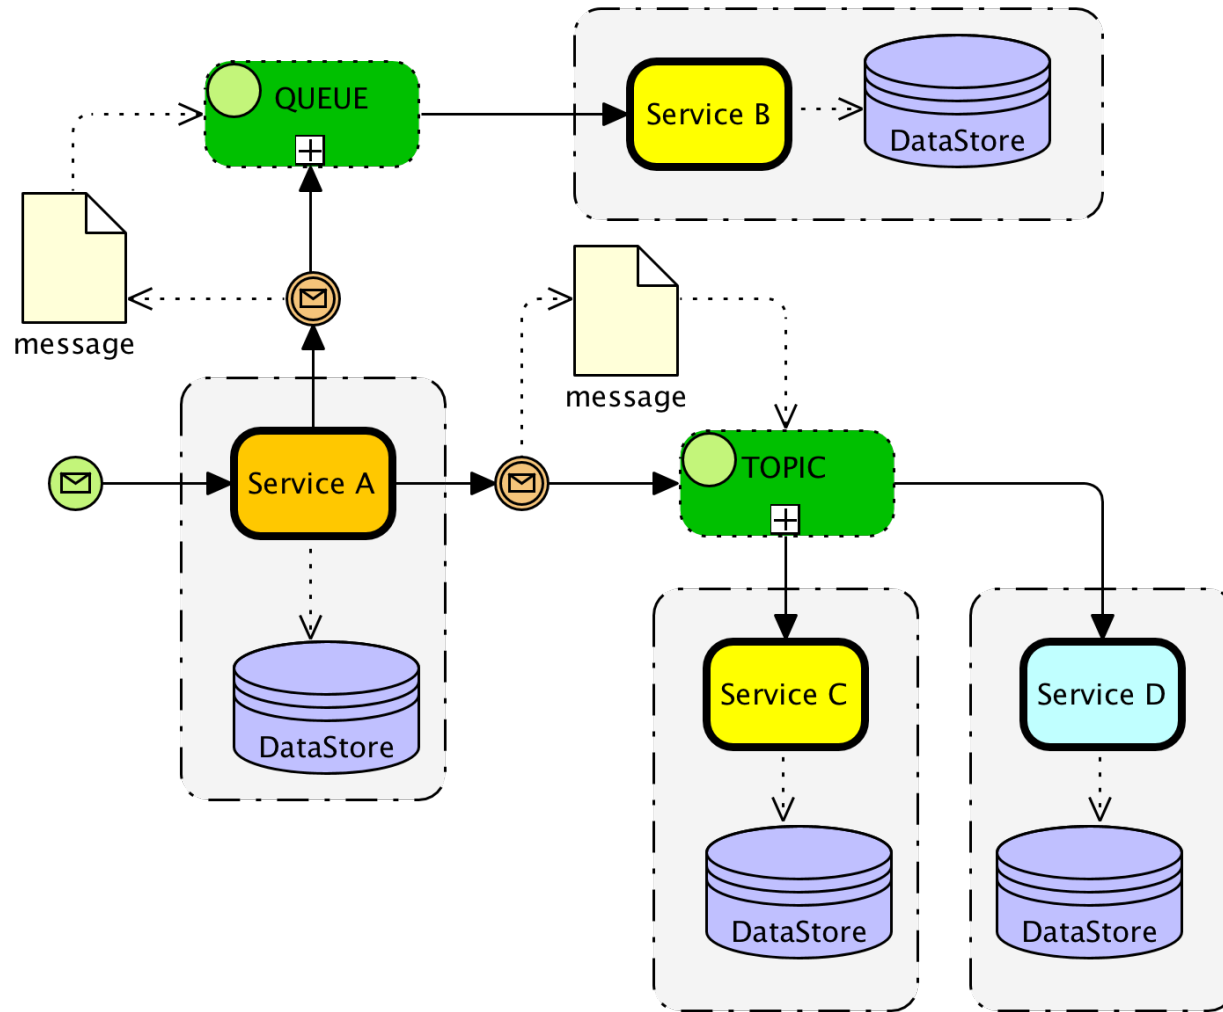 QUEUE
Service B
DataStore
message
message
Service A
TOPIC
DataStore
Service C
Service D
DataStore
DataStore